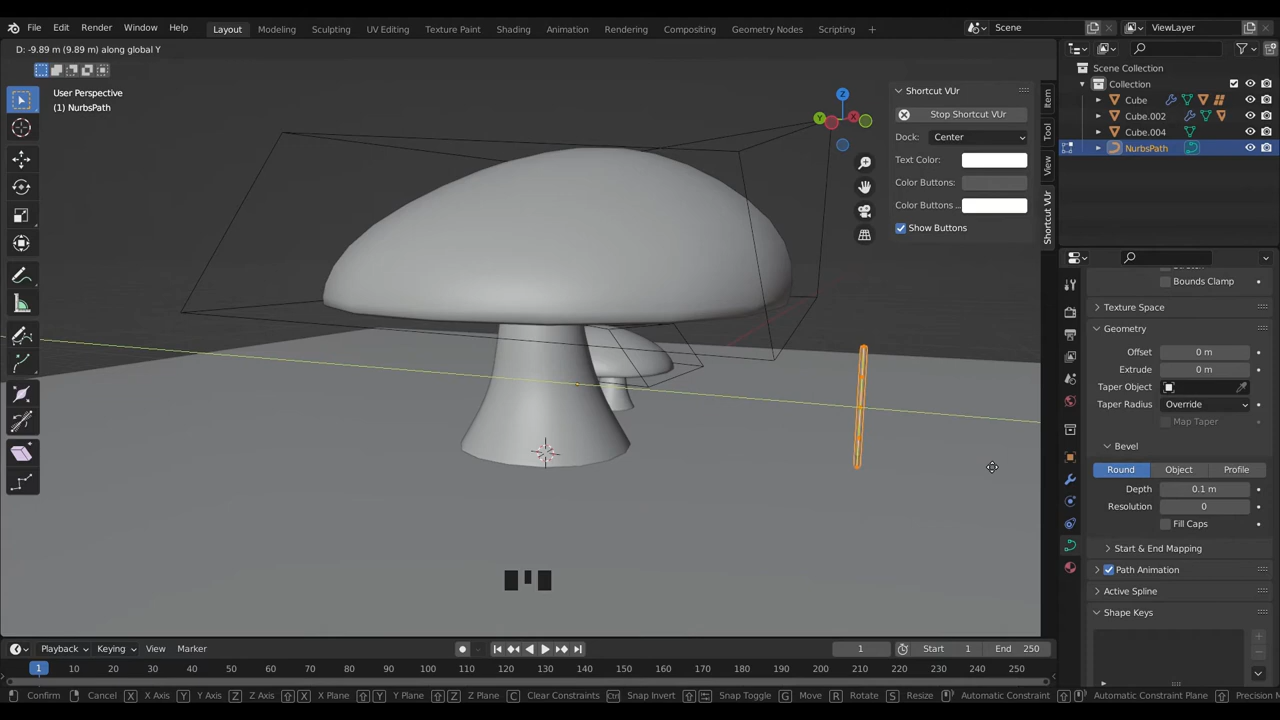 File Edit Render Window Help Layout Modeling Sculpting UV Editing Texture Paint Shading Animation Rendering Compositing Geometry Nodes Scripting + Scene ViewLayer
D: -9.89 m (9.89 m) along global Y
User Perspective
(1) NurbsPath
Z
Y
X
Shortcut VUr
Stop Shortcut VUr
Dock: Center
Text Color:
Color Buttons:
Color Buttons ..
Show Buttons
Item
Tool
View
Shortcut VUr
Scene Collection
Collection
Cube
Cube.002
Cube.004
NurbsPath
Bounds Clamp
Texture Space
Geometry
Offset 0 m
Extrude 0 m
Taper Object
Taper Radius Override
Map Taper
Bevel
Round Object Profile
Depth 0.1 m
Resolution 0
Fill Caps
Start & End Mapping
Path Animation
Active Spline
Shape Keys
Playback Keying View Marker 1 Start 1 End 250
1 10 20 30 40 50 60 70 80 90 100 110 120 130 140 150 160 170 180 190 200 210 220 230 240 250
Confirm Cancel X X Axis Y Y Axis Z Z Axis X X Plane Y Y Plane Z Z Plane C Clear Constraints Ctrl Snap Invert Snap Toggle G Move R Rotate S Resize Automatic Constraint Automatic Constraint Plane Precision M